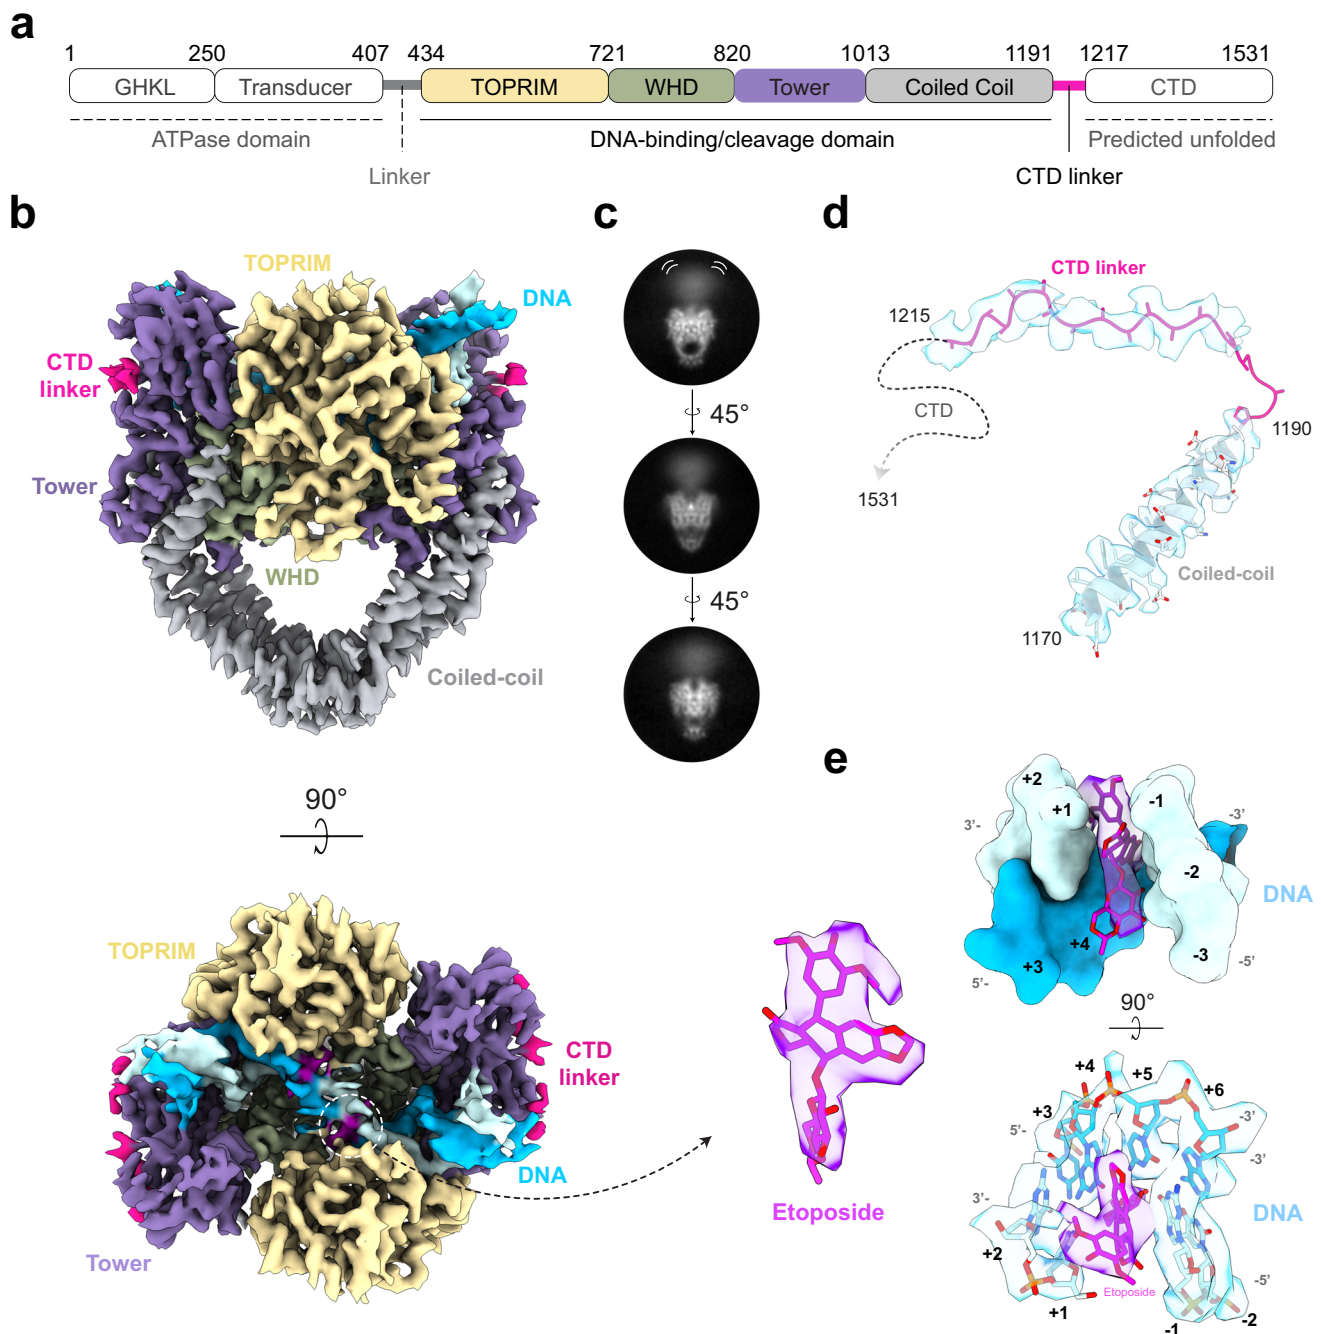 a
1 250 407 434 721 820 1013 1191 1217 1531
GHKL Transducer TOPRIM WHD Tower Coiled Coil CTD
ATPase domain DNA-binding/cleavage domain Predicted unfolded
Linker CTD linker
b
TOPRIM
DNA
CTD
linker
Tower
WHD
Coiled-coil
90°
TOPRIM
CTD
linker
DNA
Tower
c
45°
45°
d
CTD linker
1215
CTD
1190
1531
Coiled-coil
1170
e
Etoposide
+2
+1
-1
3'-
-3'
-2
DNA
+4
-3
-5'
+3
5'-
90°
+4
+5
+6
+3
5'-
-3'
-3'
3'-
DNA
+2
-5'
Etoposide
+1
-1
-2